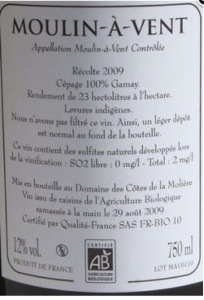 MOULIN-À-VENT
Appellation Moulin-à-Vent Contrôlée
Récolte 2009
Cépage 100% Gamay.
Rendement de 23 hectolitres à l'hectare.
Levures indigènes.
Nous n'avons pas filtré ce vin. Ainsi, un léger dépôt
est normal au fond de la bouteille.
Ce vin contient des sulfites naturels développés lors
de la vinification : SO2 libre : 0 mg/l - Total : 2 mg/l
Mis en bouteille au Domaine des Côtes de la Molière
Vin issu de raisins de l'Agriculture Biologique
ramassés à la main le 29 août 2009
Certifié par Qualité-France SAS FR-BIO 10
12% vol.
PRODUIT DE FRANCE
CERTIFIÉ
AB
AGRICULTURE
BIOLOGIQUE
750 ml
LOT